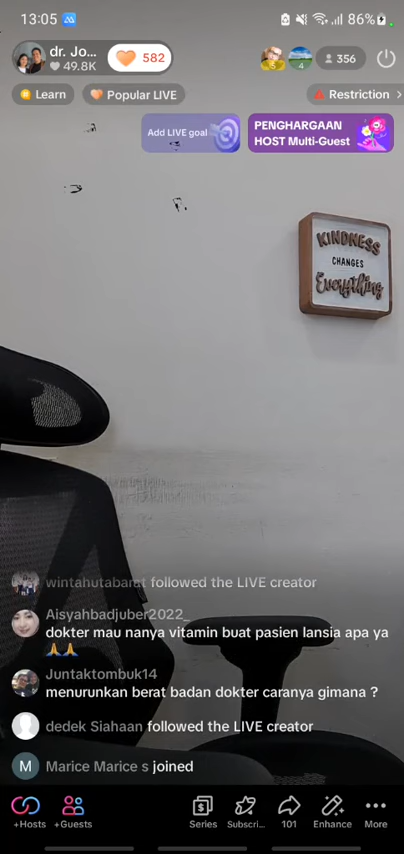 13:05
86%
dr. Jo...
49.8K
582
5
4
356
Learn
Popular LIVE
Restriction
Add LIVE goal
PENGHARGAAN
HOST Multi-Guest
KINDNESS
CHANGES
Everything
wintahutabarat followed the LIVE creator
Aisyahbadjuber2022_
dokter mau nanya vitamin buat pasien lansia apa ya
🙏🙏
Juntaktombuk14
menurunkan berat badan dokter caranya gimana ?
dedek Siahaan followed the LIVE creator
M
Marice Marice s joined
+Hosts
+Guests
Series
Subscri...
101
Enhance
More